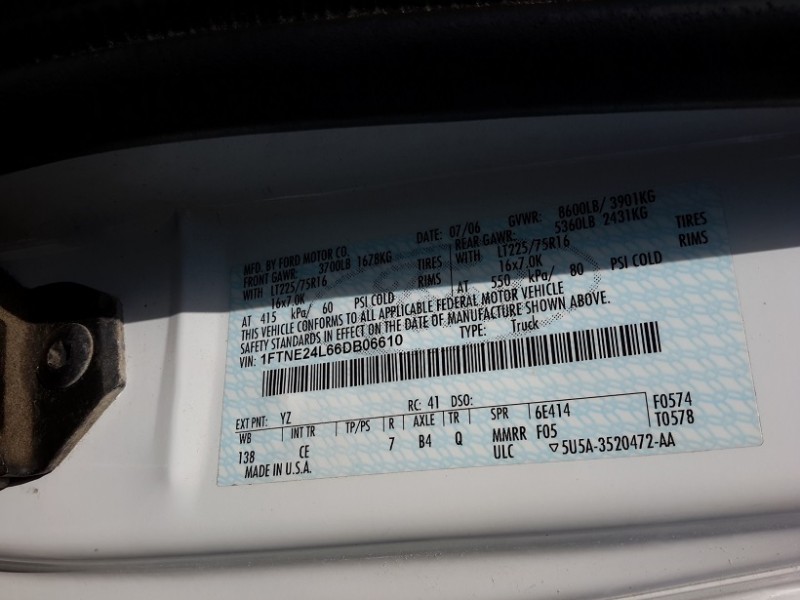 MFD. BY FORD MOTOR CO.
DATE: 07/06 GVWR: 8600LB/ 3901KG
FRONT GAWR: 3700LB 1678KG
REAR GAWR: 5360LB 2431KG
WITH LT225/75R16 TIRES
WITH LT225/75R16 TIRES
16x7.0K RIMS
16x7.0K RIMS
AT 415 kPa/ 60 PSI COLD
AT 550 kPa/ 80 PSI COLD
THIS VEHICLE CONFORMS TO ALL APPLICABLE FEDERAL MOTOR VEHICLE
SAFETY STANDARDS IN EFFECT ON THE DATE OF MANUFACTURE SHOWN ABOVE.
VIN: 1FTNE24L66DB06610 TYPE: Truck
EXT PNT: YZ RC: 41 DSO:
WB INT TR TP/PS R AXLE TR SPR 6E414 F0574
138 CE 7 B4 Q MMRR F05 T0578
MADE IN U.S.A. ULC ▽5U5A-3520472-AA